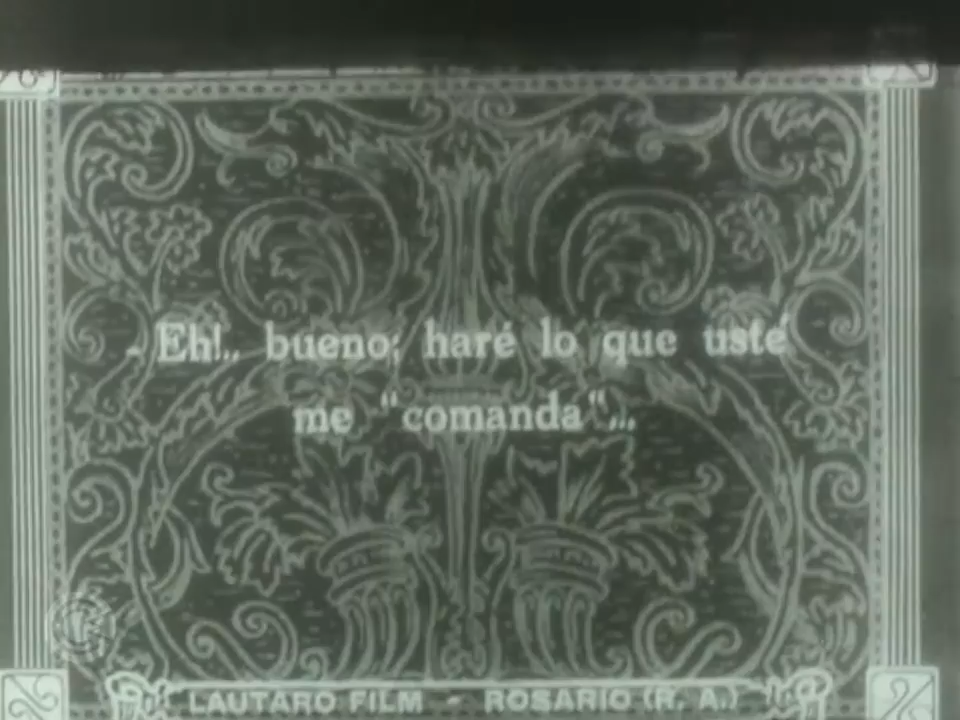 - Eh!.. bueno; haré lo que usté
me "comanda"...
LAUTARO FILM - ROSARIO (R. A.)